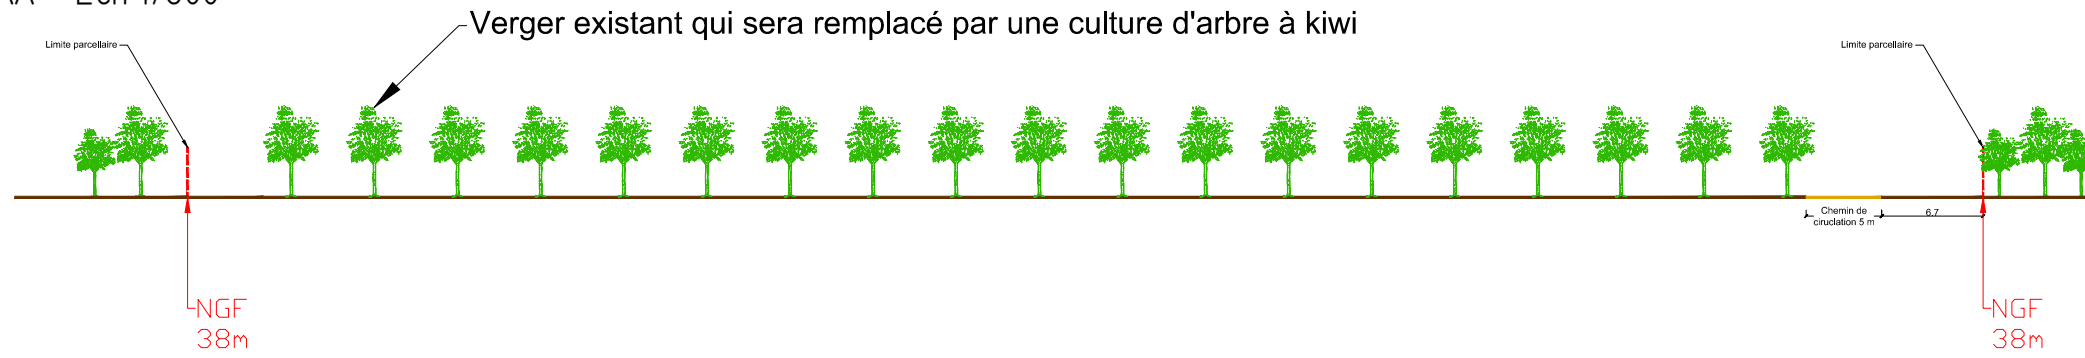 Verger existant qui sera remplacé par une culture d'arbre à kiwi
Limite parcellaire
Limite parcellaire
Chemin de
ciruclation 5 m
6.7
NGF
38m
NGF
38m